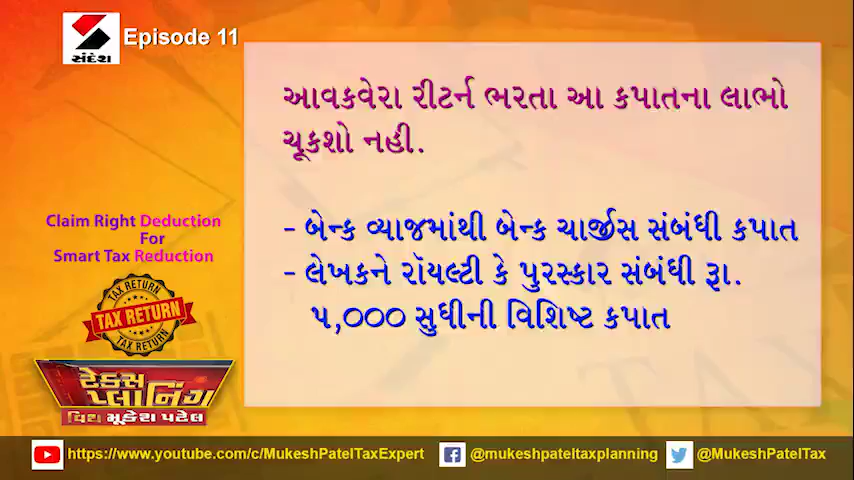 સંદેશ
Episode 11
આવકવેરા રીટર્ન ભરતા આ કપાતના લાભો
ચૂકશો નહી.
- બેન્ક વ્યાજમાંથી બેન્ક ચાર્જીસ સંબંધી કપાત
- લેખકને રૉયલ્ટી કે પુરસ્કાર સંબંધી રૂા.
૫,૦૦૦ સુધીની વિશિષ્ટ કપાત
Claim Right Deduction
For
Smart Tax Reduction
TAX RETURN
TAX RETURN
TAX RETURN
ટેક્સ
પ્લાનિંગ
વિથ મૂકેશ પટેલ
https://www.youtube.com/c/MukeshPatelTaxExpert
@mukeshpateltaxplanning
@MukeshPatelTax